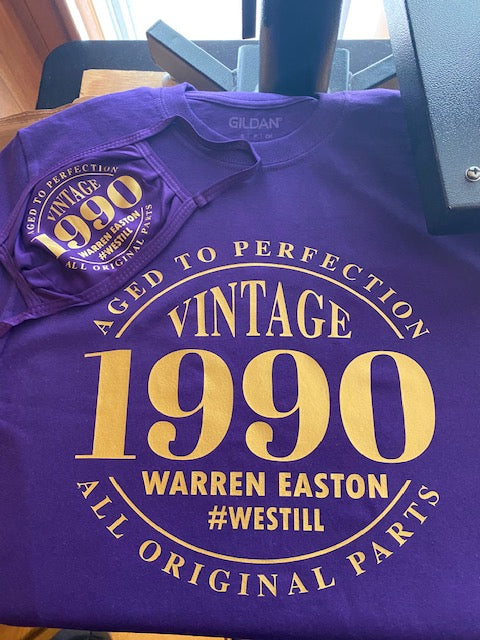 GILDAN
AGED TO PERFECTION
VINTAGE
1990
WARREN EASTON
#WESTILL
ALL ORIGINAL PARTS
AGED TO PERFECTION
VINTAGE
1990
WARREN EASTON
#WESTILL
ALL ORIGINAL PARTS